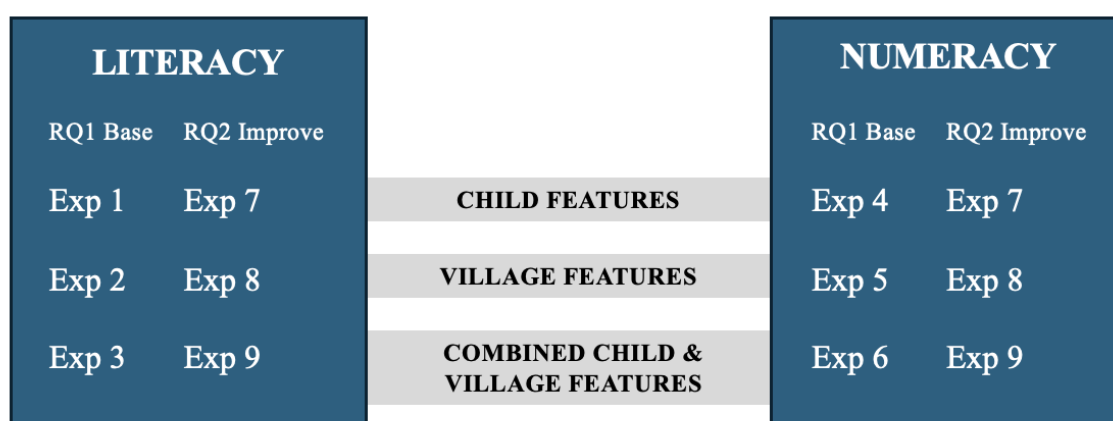 LITERACY
RQ1 Base RQ2 Improve
Exp 1 Exp 7
Exp 2 Exp 8
Exp 3 Exp 9
CHILD FEATURES
VILLAGE FEATURES
COMBINED CHILD &
VILLAGE FEATURES
NUMERACY
RQ1 Base RQ2 Improve
Exp 4 Exp 7
Exp 5 Exp 8
Exp 6 Exp 9